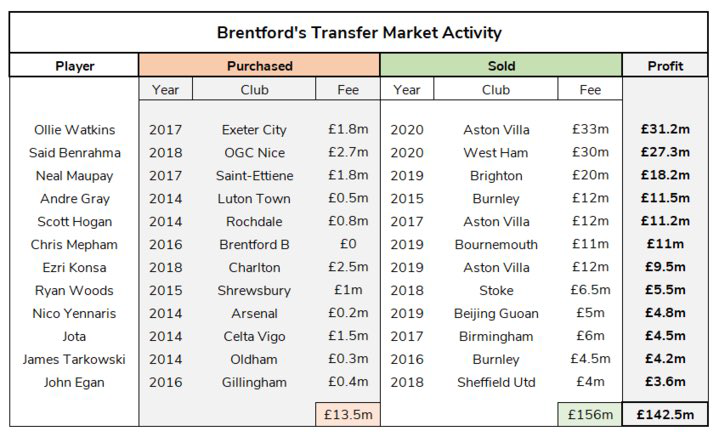 Brentford's Transfer Market Activity
Player Purchased Sold Profit
Year Club Fee Year Club Fee
Ollie Watkins 2017 Exeter City £1.8m 2020 Aston Villa £33m £31.2m
Said Benrahma 2018 OGC Nice £2.7m 2020 West Ham £30m £27.3m
Neal Maupay 2017 Saint-Ettiene £1.8m 2019 Brighton £20m £18.2m
Andre Gray 2014 Luton Town £0.5m 2015 Burnley £12m £11.5m
Scott Hogan 2014 Rochdale £0.8m 2017 Aston Villa £12m £11.2m
Chris Mepham 2016 Brentford B £0 2019 Bournemouth £11m £11m
Ezri Konsa 2018 Charlton £2.5m 2019 Aston Villa £12m £9.5m
Ryan Woods 2015 Shrewsbury £1m 2018 Stoke £6.5m £5.5m
Nico Yennaris 2014 Arsenal £0.2m 2019 Beijing Guoan £5m £4.8m
Jota 2014 Celta Vigo £1.5m 2017 Birmingham £6m £4.5m
James Tarkowski 2014 Oldham £0.3m 2016 Burnley £4.5m £4.2m
John Egan 2016 Gillingham £0.4m 2018 Sheffield Utd £4m £3.6m
£13.5m £156m £142.5m